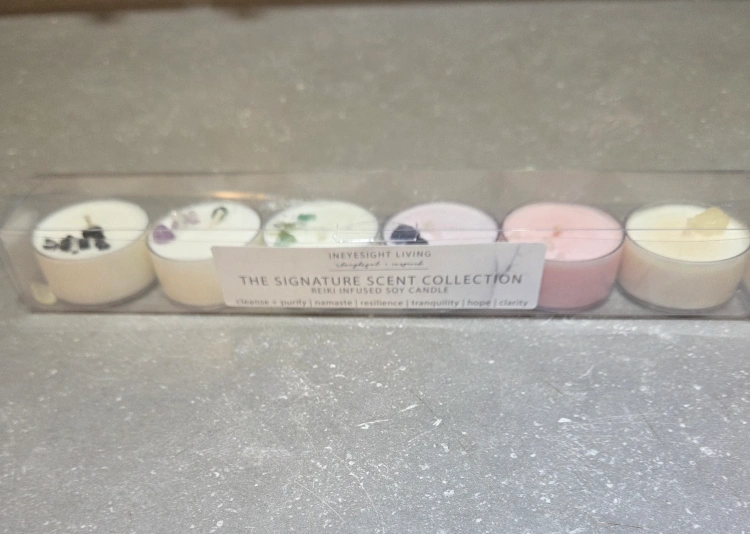 INEYESIGHT LIVING
THE SIGNATURE SCENT COLLECTION
REIKI INFUSED SOY CANDLE
cleanse + purify | namaste | resilience | tranquility | hope | clarity